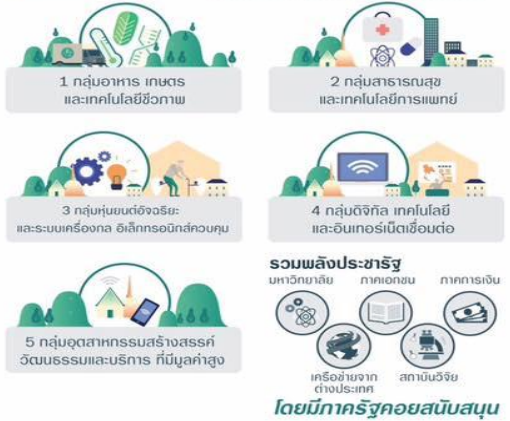 1 กลุ่มอาหาร เกษตร
และเทคโนโลยีชีวภาพ
2 กลุ่มสาธารณสุข
และเทคโนโลยีการแพทย์
3 กลุ่มหุ่นยนต์อัจฉริยะ
และระบบเครื่องกล อิเล็กทรอนิกส์ควบคุม
4 กลุ่มดิจิทัล เทคโนโลยี
และอินเทอร์เน็ตเชื่อมต่อ
5 กลุ่มอุตสาหกรรมสร้างสรรค์
วัฒนธรรมและบริการ ที่มีมูลค่าสูง
รวมพลังประชารัฐ
มหาวิทยาลัย ภาคเอกชน ภาคการเงิน
เครือข่ายจาก
ต่างประเทศ
สถาบันวิจัย
โดยมีภาครัฐคอยสนับสนุน